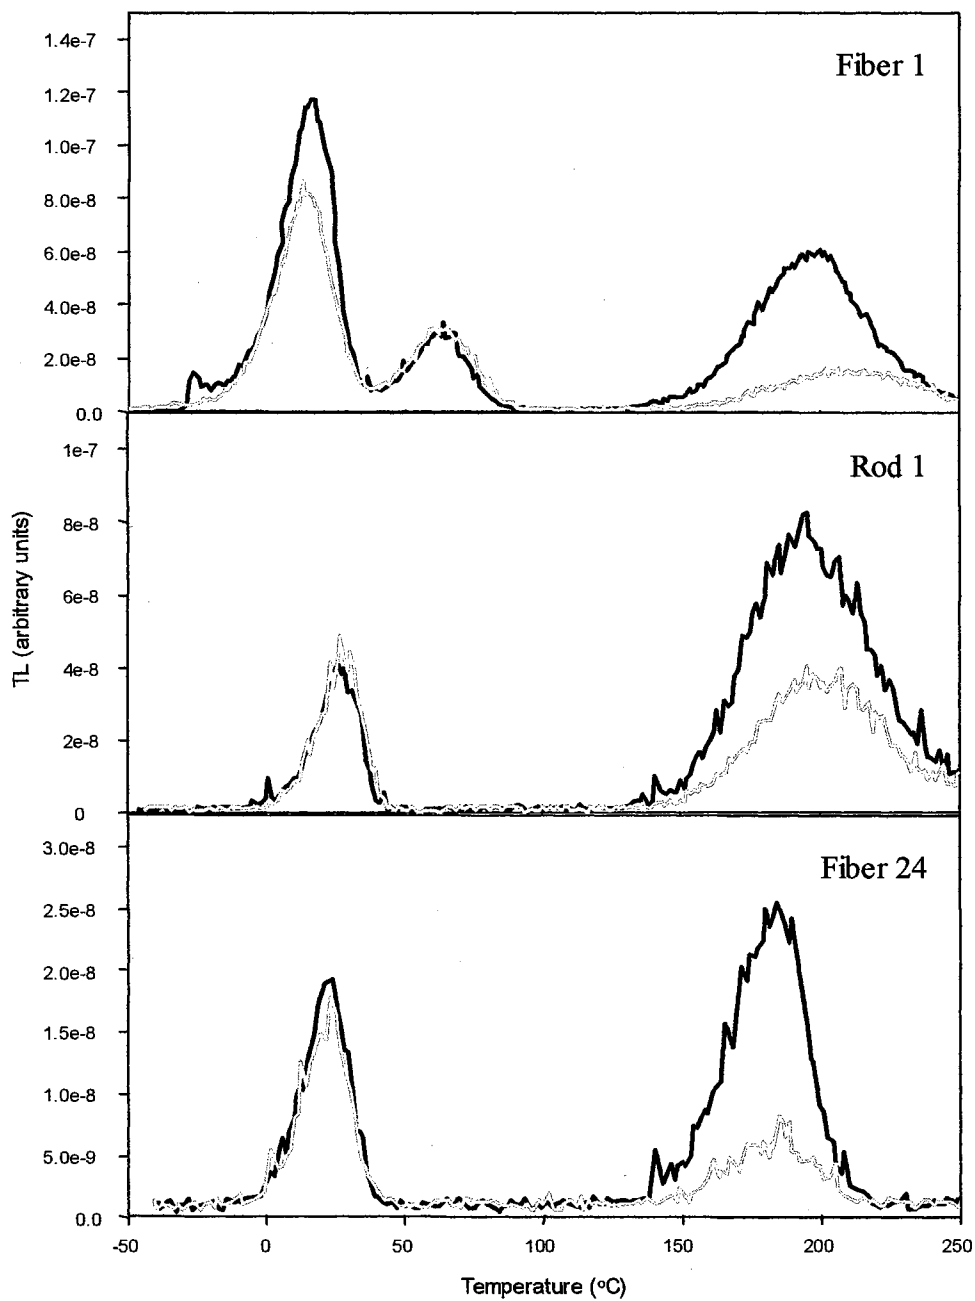 1.4e-7
Fiber 1
1.2e-7
1.0e-7
8.0e-8
6.0e-8
4.0e-8
2.0e-8
0.0
1e-7
Rod 1
8e-8
6e-8
4e-8
2e-8
0
TL (arbitrary units)
3.0e-8
Fiber 24
2.5e-8
2.0e-8
1.5e-8
1.0e-8
5.0e-9
0.0
-50 0 50 100 150 200 250
Temperature (ºC)